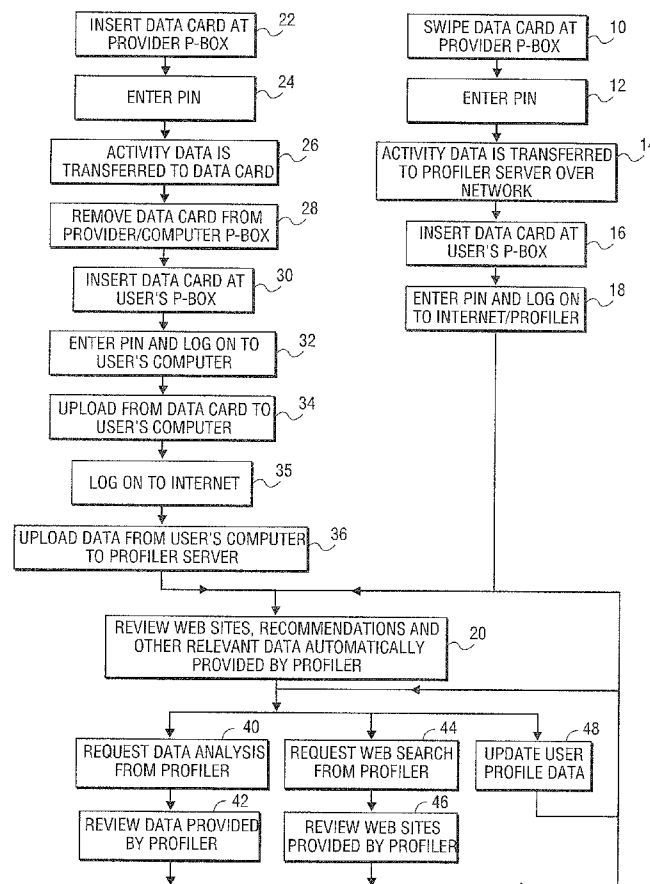 INSERT DATA CARD AT
PROVIDER P-BOX
22
ENTER PIN
24
ACTIVITY DATA IS
TRANSFERRED TO DATA CARD
26
REMOVE DATA CARD FROM
PROVIDER/COMPUTER P-BOX
28
INSERT DATA CARD AT
USER'S P-BOX
30
ENTER PIN AND LOG ON TO
USER'S COMPUTER
32
UPLOAD FROM DATA CARD TO
USER'S COMPUTER
34
LOG ON TO INTERNET
35
UPLOAD DATA FROM USER'S COMPUTER
TO PROFILER SERVER
36
SWIPE DATA CARD AT
PROVIDER P-BOX
10
ENTER PIN
12
ACTIVITY DATA IS TRANSFERRED
TO PROFILER SERVER OVER
NETWORK
14
INSERT DATA CARD AT
USER'S P-BOX
16
ENTER PIN AND LOG ON
TO INTERNET/PROFILER
18
REVIEW WEB SITES, RECOMMENDATIONS AND
OTHER RELEVANT DATA AUTOMATICALLY
PROVIDED BY PROFILER
20
40
REQUEST DATA ANALYSIS
FROM PROFILER
42
REVIEW DATA PROVIDED
BY PROFILER
44
REQUEST WEB SEARCH
FROM PROFILER
46
REVIEW WEB SITES
PROVIDED BY PROFILER
48
UPDATE USER
PROFILE DATA